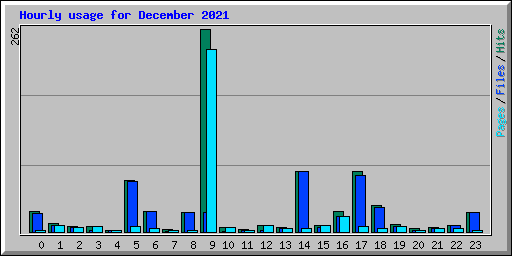 Hourly usage for December 2021
262
Pages/Files/Hits
0 1 2 3 4 5 6 7 8 9 10 11 12 13 14 15 16 17 18 19 20 21 22 23